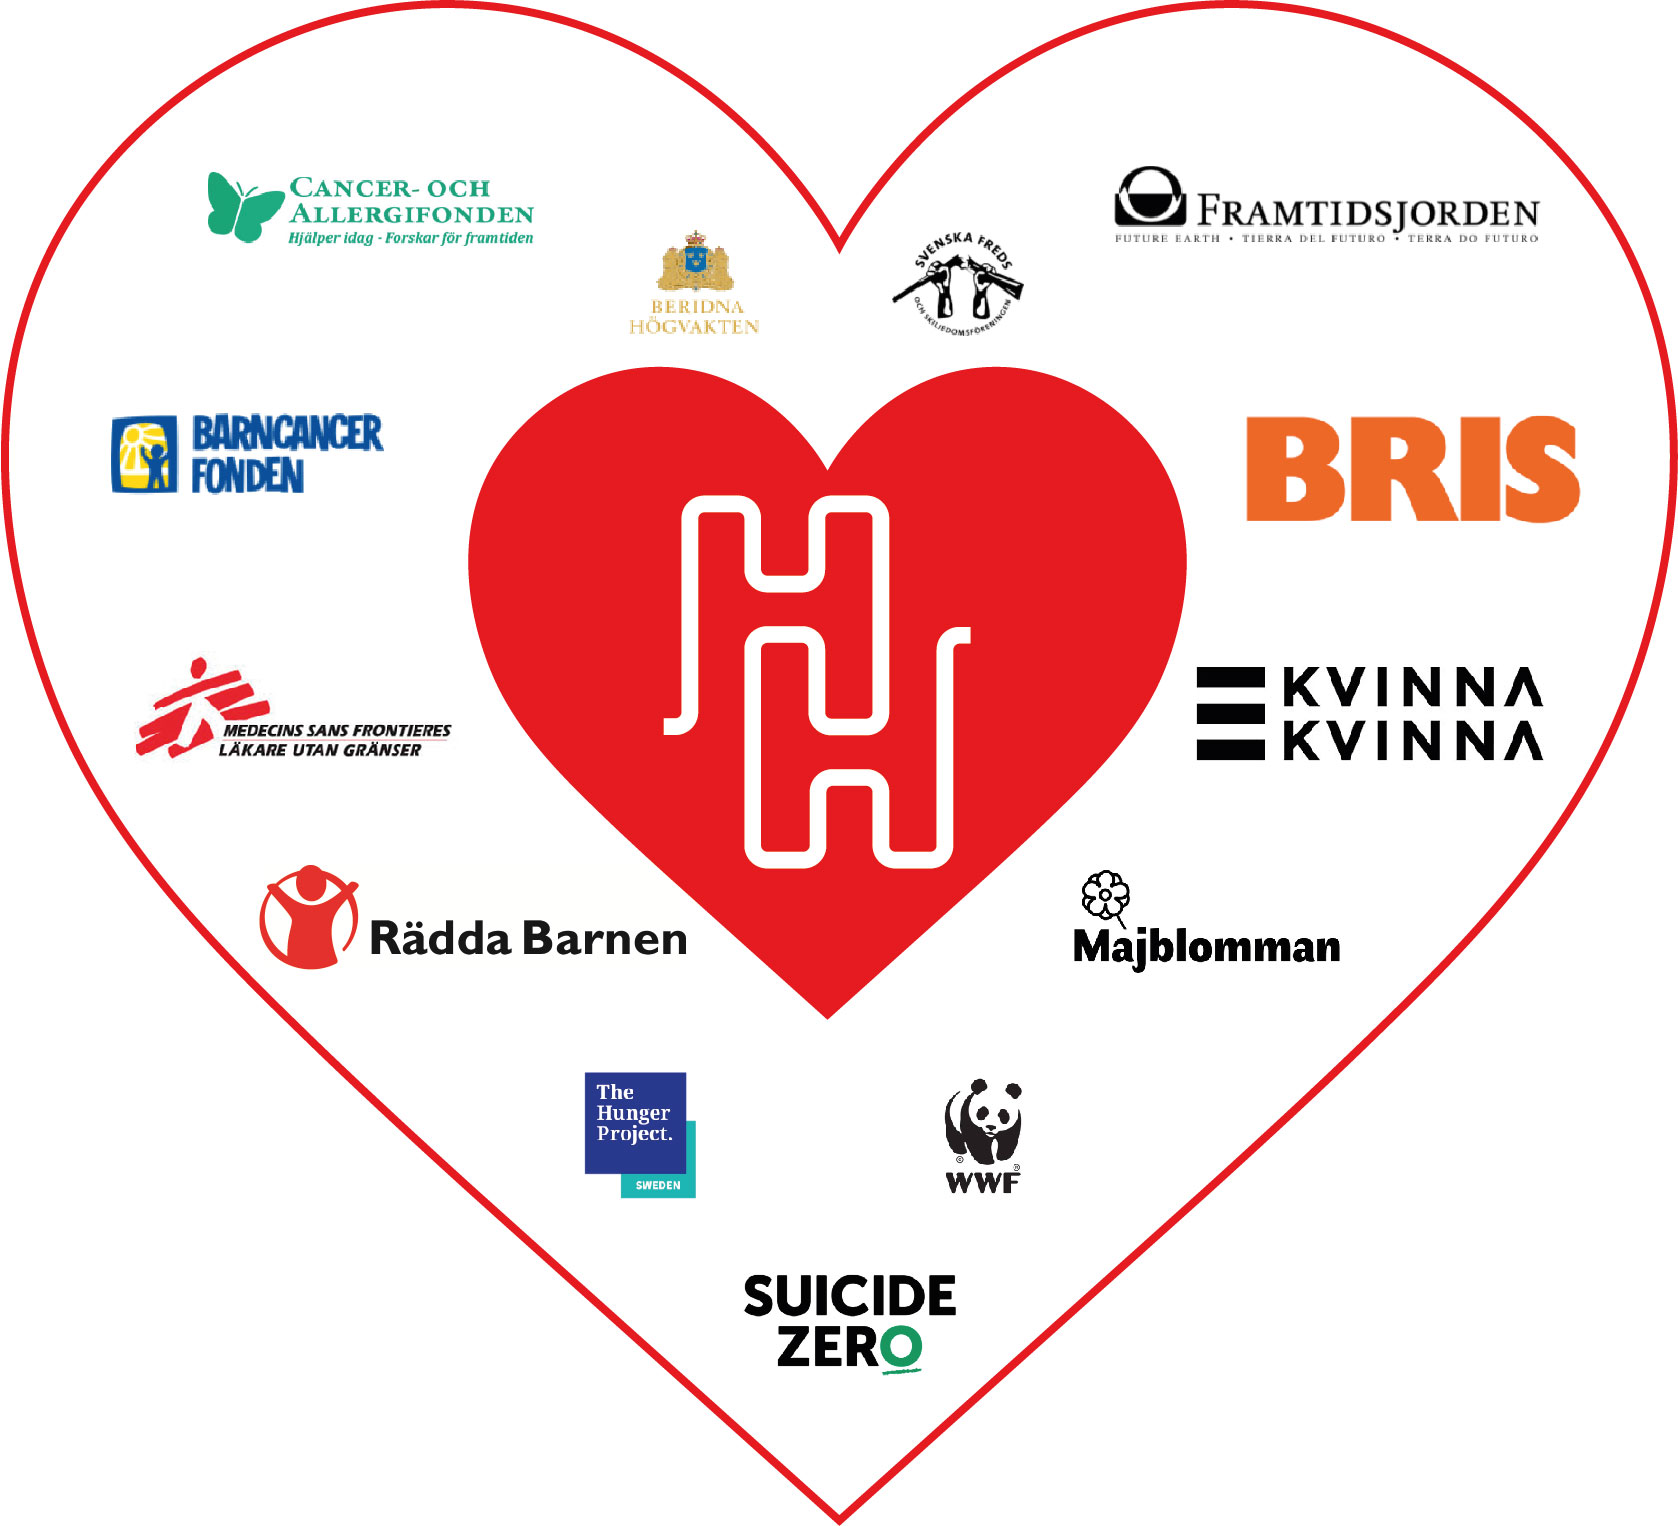 CANCER- OCH
ALLERGIFONDEN
Hjälper idag - Forskar för framtiden
FRAMTIDSJORDEN
FUTURE EARTH • TIERRA DEL FUTURO • TERRA DO FUTURO
BERIDNA
HÖGVAKTEN
SVENSKA FREDS
OCH SKILJEDOMSFÖRENINGEN
BARNCANCER
FONDEN
BRIS
HH
MEDECINS SANS FRONTIERES
LÄKARE UTAN GRÄNSER
KVINNA
KVINNA
Rädda Barnen
Majblomman
The
Hunger
Project.
SWEDEN
©
®
WWF
SUICIDE
ZERO